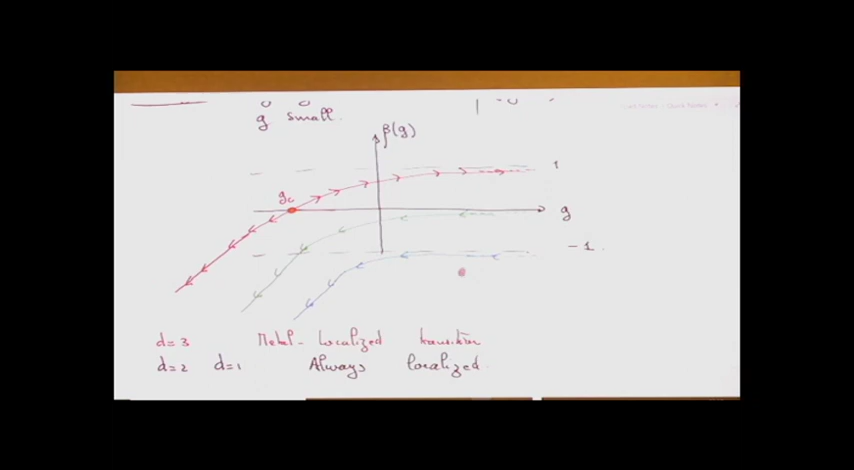 g small.
β(g)
1
gc
g
-1.
d=3 Metal-localized transition
d=2 d=1 Always localized.